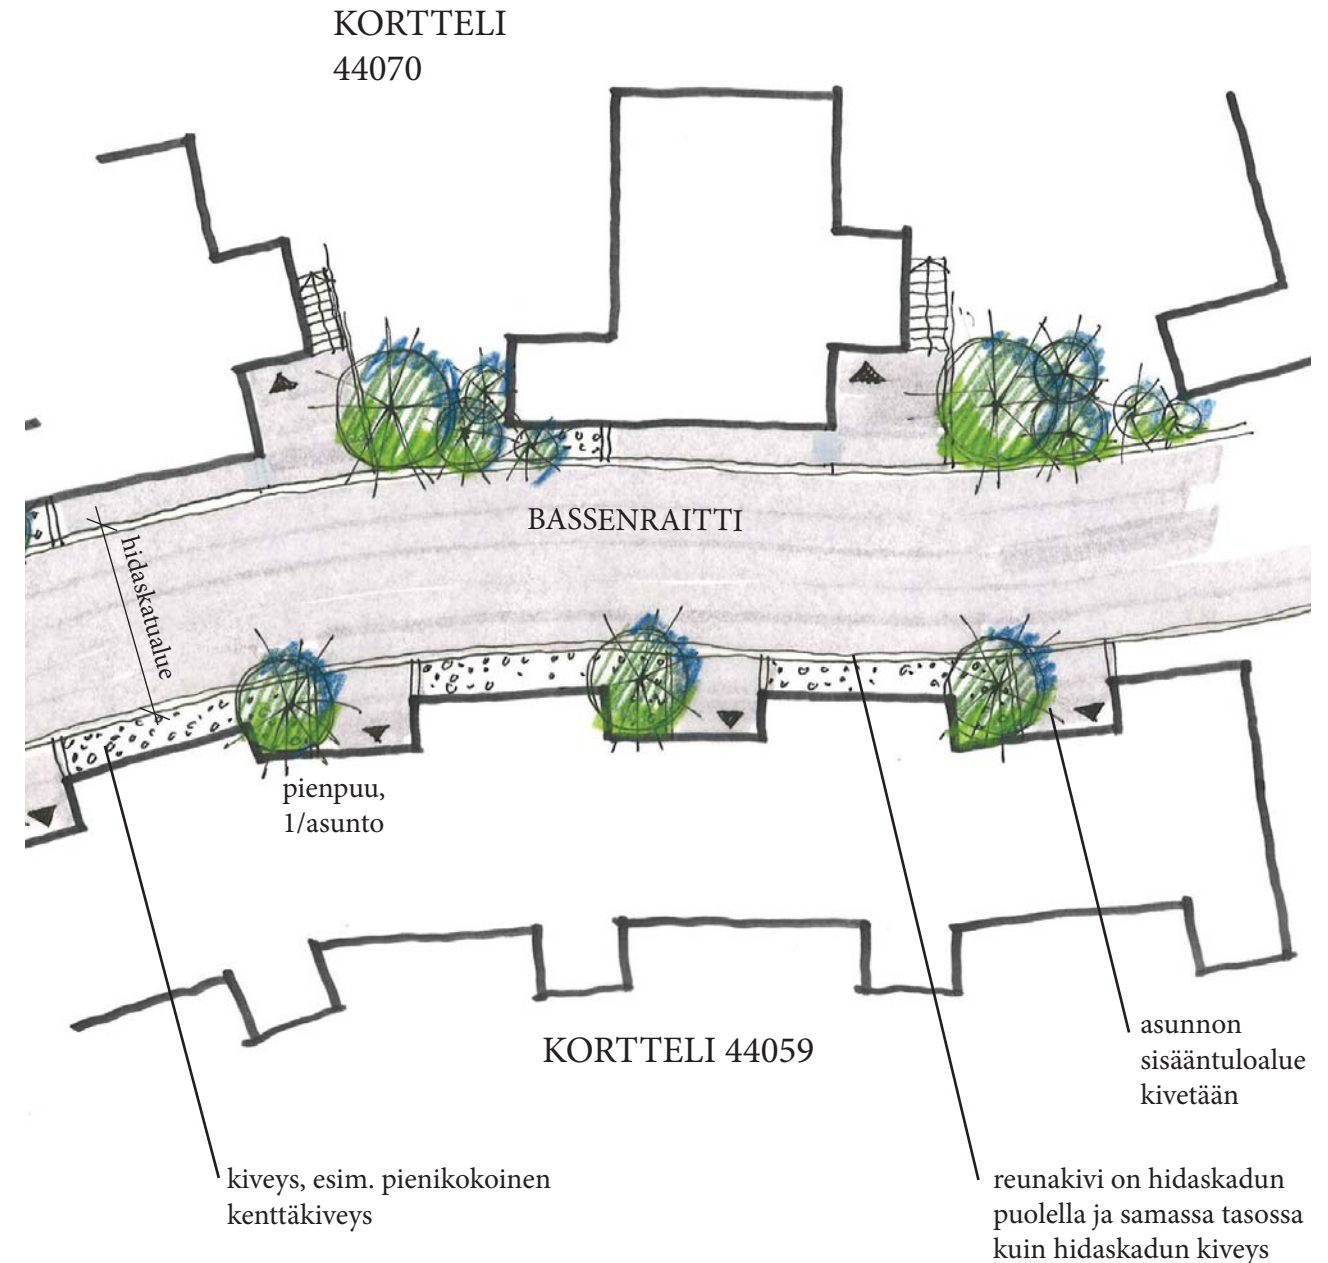 KORTTELI
44070
BASSENRAITTI
hidaskatualue
pienpuu,
1/asunto
KORTTELI 44059
asunnon
sisääntuloalue
kivetään
kiveys, esim. pienikokoinen
kenttäkiveys
reunakivi on hidaskadun
puolella ja samassa tasossa
kuin hidaskadun kiveys